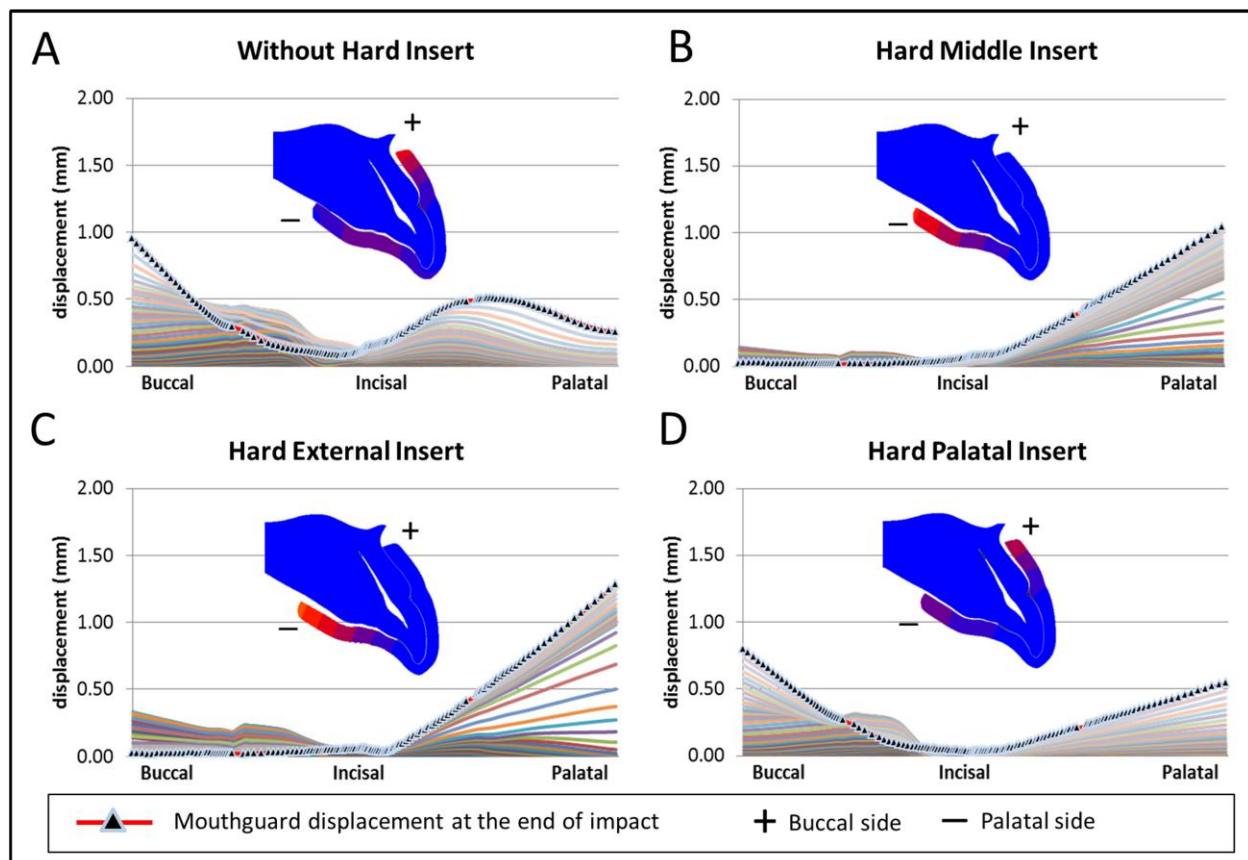 A
Without Hard Insert
2.00
1.50
1.00
0.50
0.00
displacement (mm)
+
−
Buccal Incisal Palatal
B
Hard Middle Insert
2.00
1.50
1.00
0.50
0.00
displacement (mm)
+
−
Buccal Incisal Palatal
C
Hard External Insert
2.00
1.50
1.00
0.50
0.00
displacement (mm)
+
−
Buccal Incisal Palatal
D
Hard Palatal Insert
2.00
1.50
1.00
0.50
0.00
displacement (mm)
+
−
Buccal Incisal Palatal
Mouthguard displacement at the end of impact + Buccal side − Palatal side